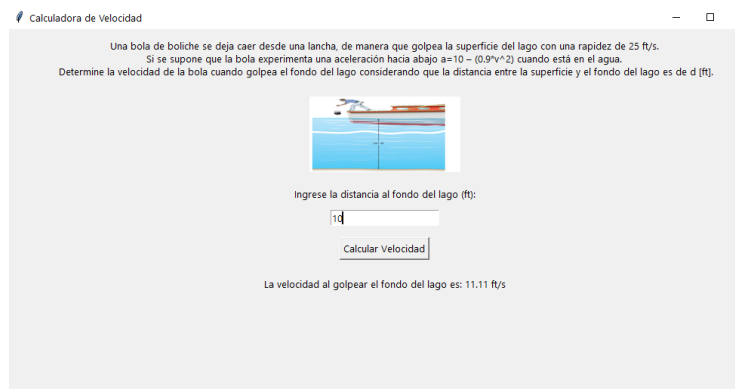 Calculadora de Velocidad
Una bola de boliche se deja caer desde una lancha, de manera que golpea la superficie del lago con una rapidez de 25 ft/s.
Si se supone que la bola experimenta una aceleración hacia abajo a=10 – (0.9*v^2) cuando está en el agua.
Determine la velocidad de la bola cuando golpea el fondo del lago considerando que la distancia entre la superficie y el fondo del lago es de d [ft].
Ingrese la distancia al fondo del lago (ft):
10
Calcular Velocidad
La velocidad al golpear el fondo del lago es: 11.11 ft/s